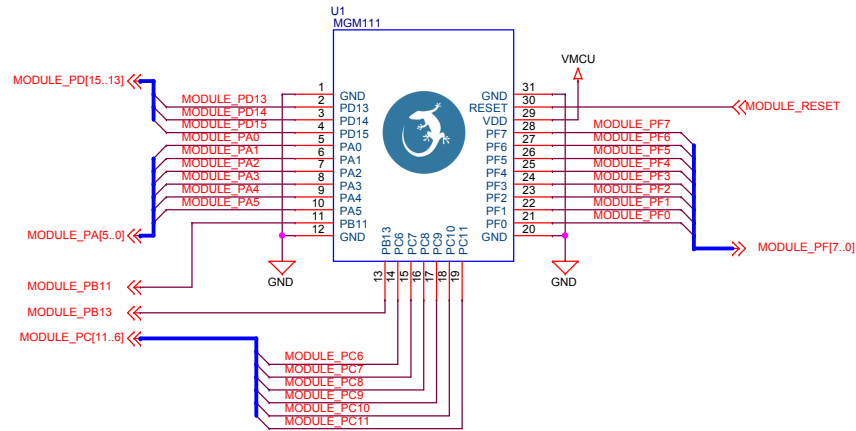 U1
MGM111
VMCU
MODULE_PD[15..13]
MODULE_PD13
MODULE_PD14
MODULE_PD15
MODULE_PA0
MODULE_PA1
MODULE_PA2
MODULE_PA3
MODULE_PA4
MODULE_PA5
MODULE_PA[5..0]
MODULE_PB11
MODULE_PB13
MODULE_PC[11..6]
1 GND
2 PD13
3 PD14
4 PD15
5 PA0
6 PA1
7 PA2
8 PA3
9 PA4
10 PA5
11 PB11
12 GND
GND
13 PB13
14 PC6
15 PC7
16 PC8
17 PC9
18 PC10
19 PC11
GND 31
RESET 30
VDD 29
PF7 28
PF6 27
PF5 26
PF4 25
PF3 24
PF2 23
PF1 22
PF0 21
GND 20
MODULE_RESET
MODULE_PF7
MODULE_PF6
MODULE_PF5
MODULE_PF4
MODULE_PF3
MODULE_PF2
MODULE_PF1
MODULE_PF0
MODULE_PF[7..0]
GND
MODULE_PC6
MODULE_PC7
MODULE_PC8
MODULE_PC9
MODULE_PC10
MODULE_PC11